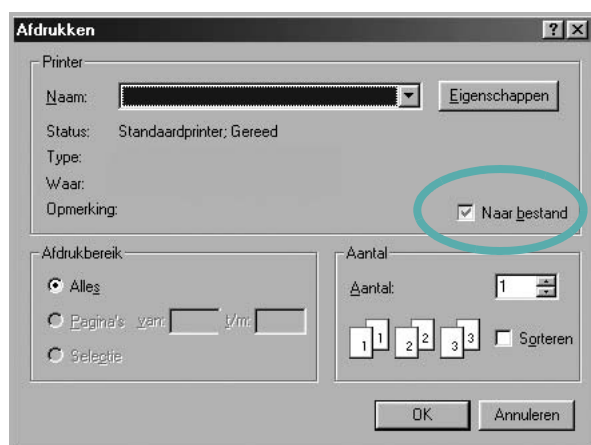 Afdrukken
Printer
Naam:
Eigenschappen
Status: Standaardprinter; Gereed
Type:
Waar:
Opmerking:
Naar bestand
Afdrukbereik
Alles
Pagina's van: t/m:
Selectie
Aantal
Aantal: 1
1 1 2 2 3 3
Sorteren
OK Annuleren